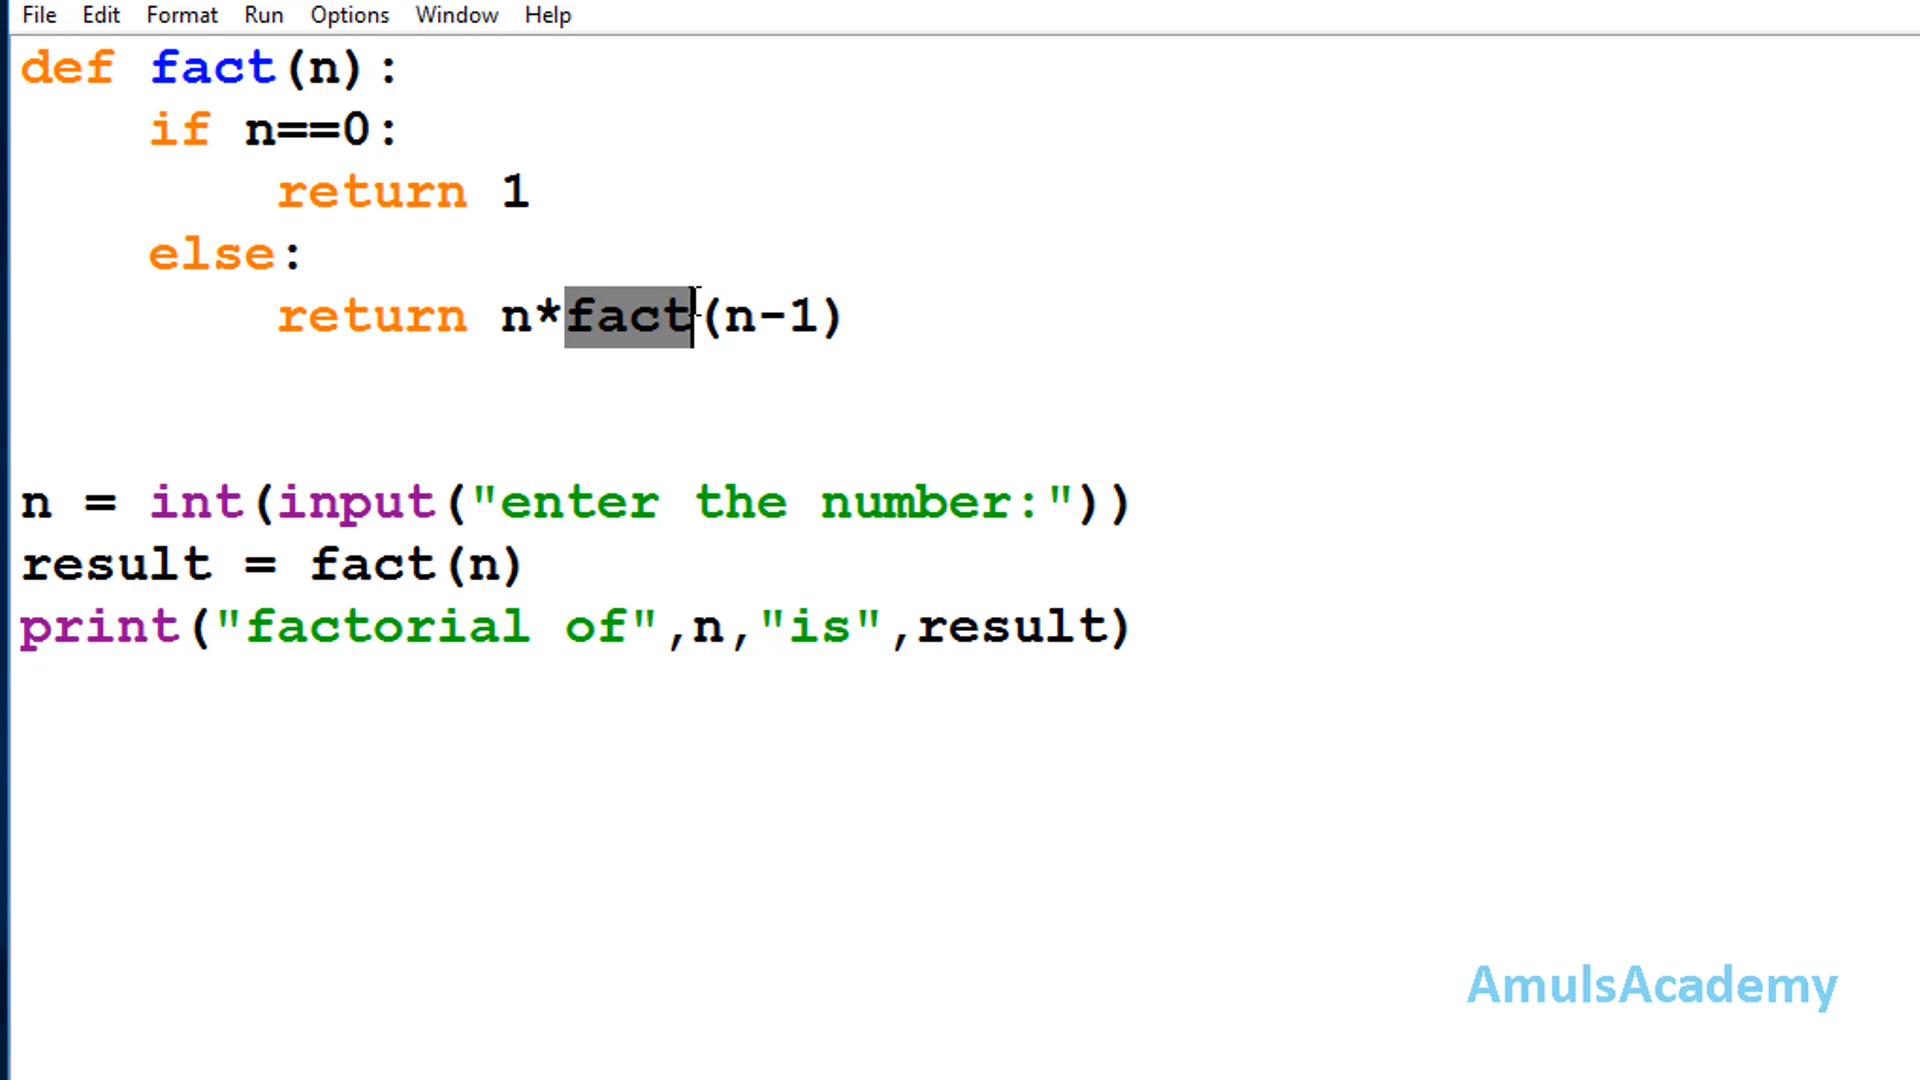 File Edit Format Run Options Window Help
def fact(n):
    if n==0:
        return 1
    else:
        return n*fact(n-1)
n = int(input("enter the number:"))
result = fact(n)
print("factorial of",n,"is",result)
AmulsAcademy